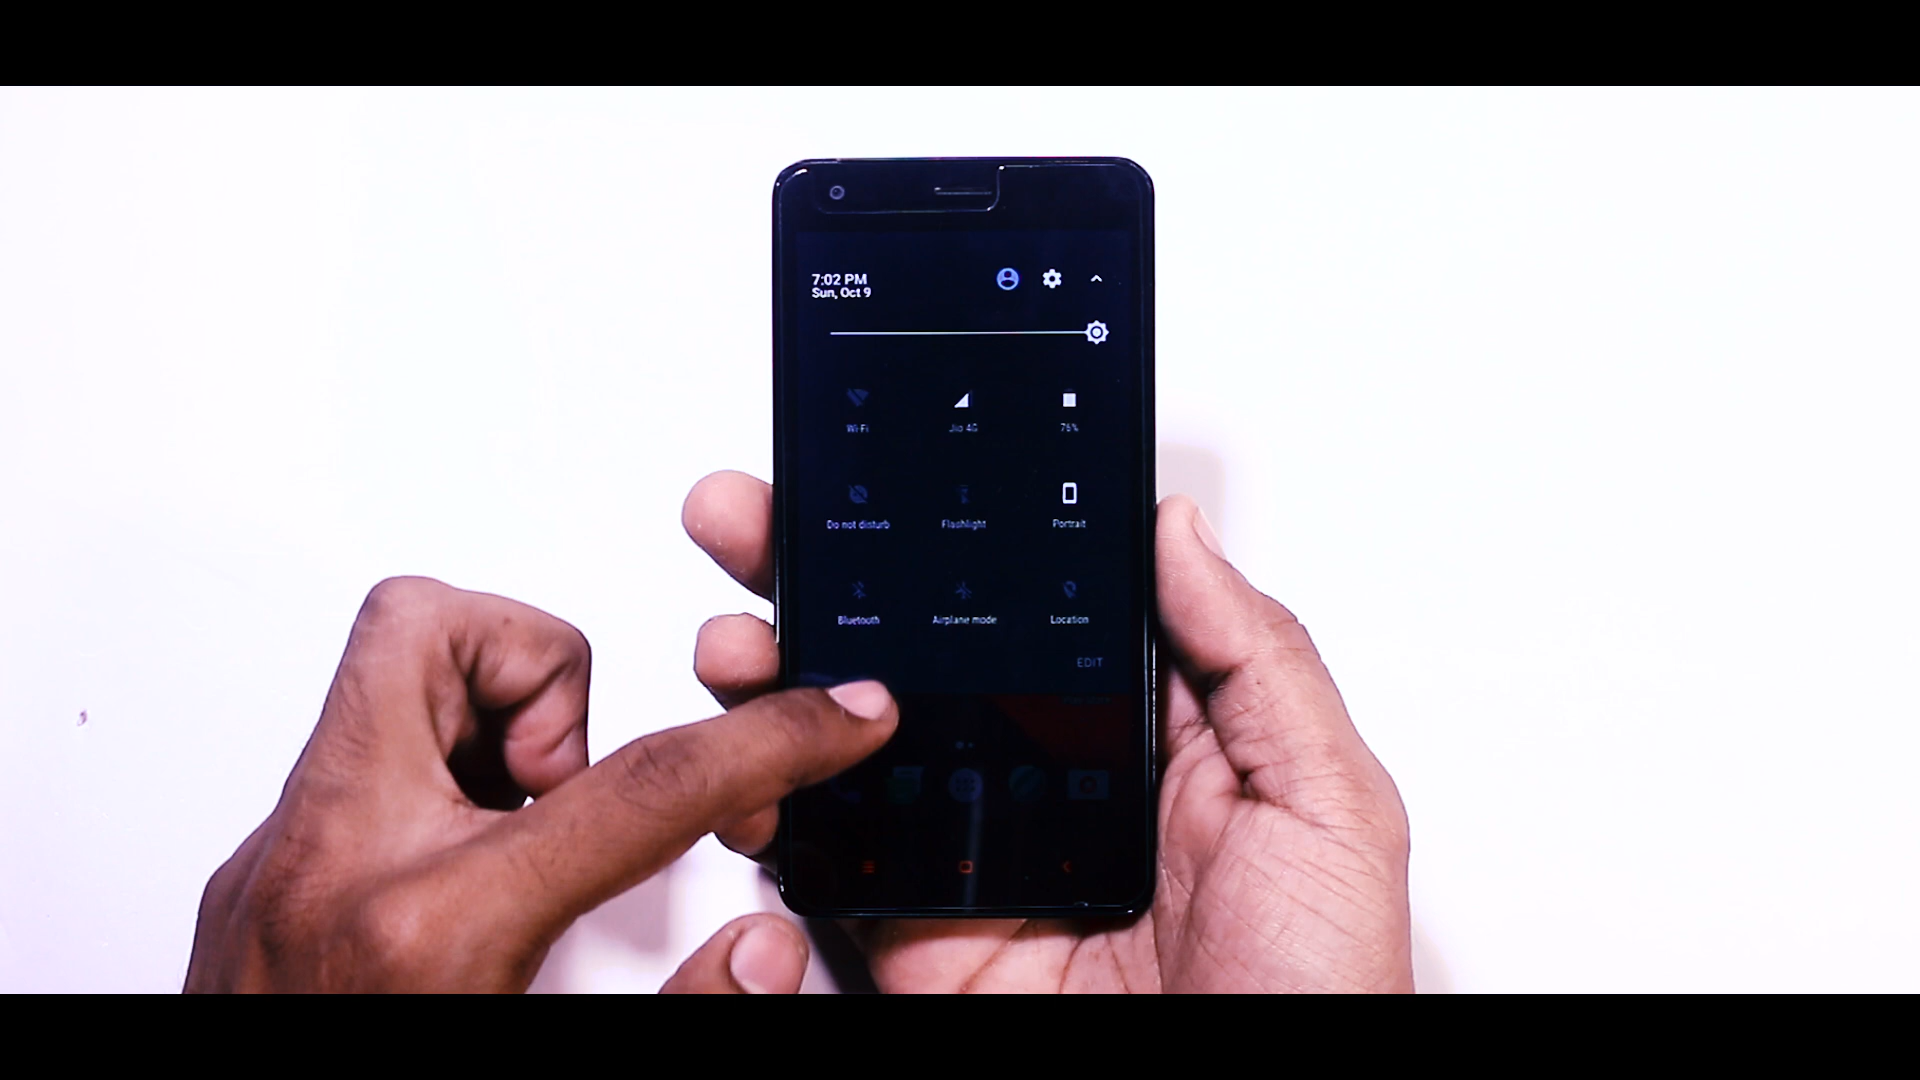 7:02 PM
Sun, Oct 9
Wi-Fi
Jio 4G
76%
Do not disturb
Flashlight
Portrait
Bluetooth
Airplane mode
Location
EDIT